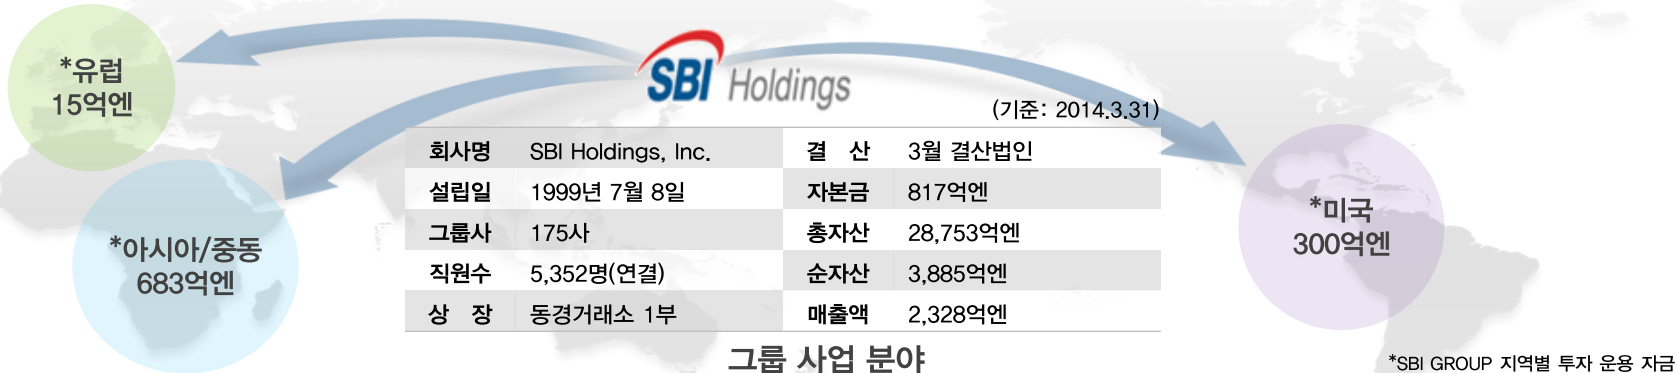 *유럽
15억엔
SBI Holdings
(기준: 2014.3.31)
*아시아/중동
683억엔
회사명 SBI Holdings, Inc. 결 산 3월 결산법인
설립일 1999년 7월 8일 자본금 817억엔
그룹사 175사 총자산 28,753억엔
직원수 5,352명(연결) 순자산 3,885억엔
상 장 동경거래소 1부 매출액 2,328억엔
*미국
300억엔
그룹 사업 분야
*SBI GROUP 지역별 투자 운용 자금